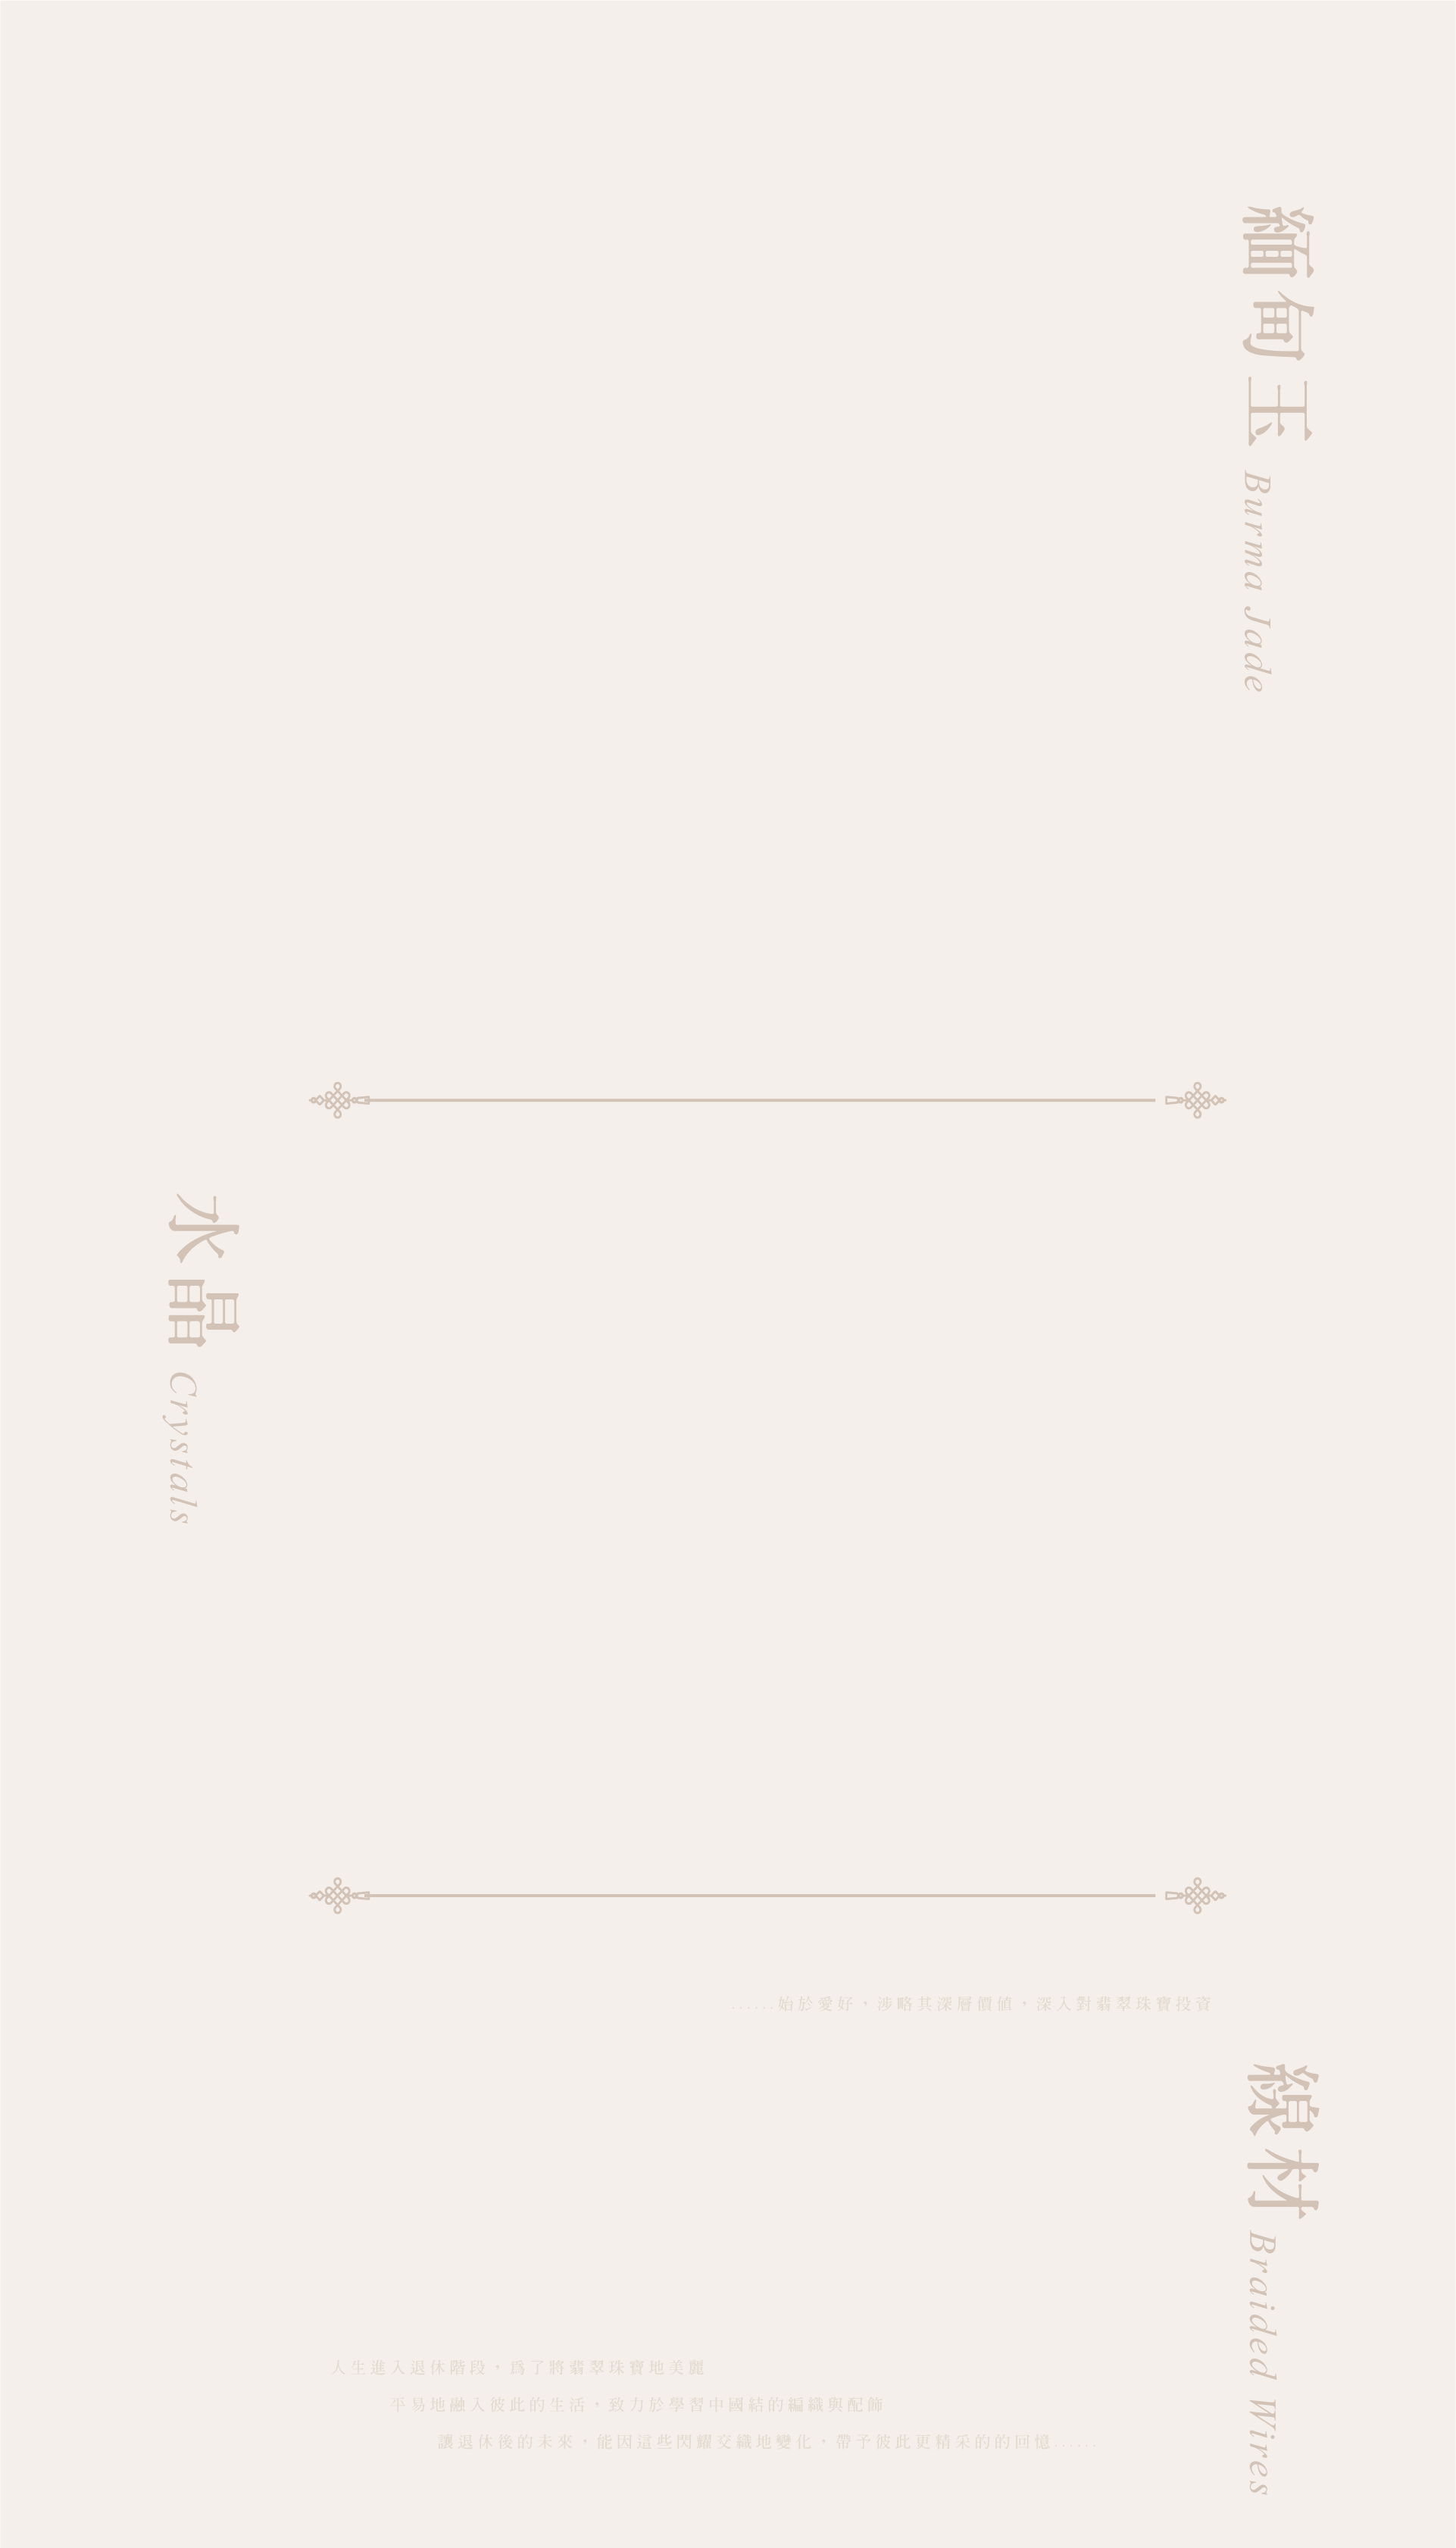 緬甸玉 Burma Jade
水晶 Crystals
......始於愛好，涉略其深層價值，深入對翡翠珠寶投資
線材 Braided Wires
人生進入退休階段，為了將翡翠珠寶地美麗
平易地融入彼此的生活，致力於學習中國結的編織與配飾
讓退休後的未來，能因這些閃耀交織地變化，帶予彼此更精采的的回憶......